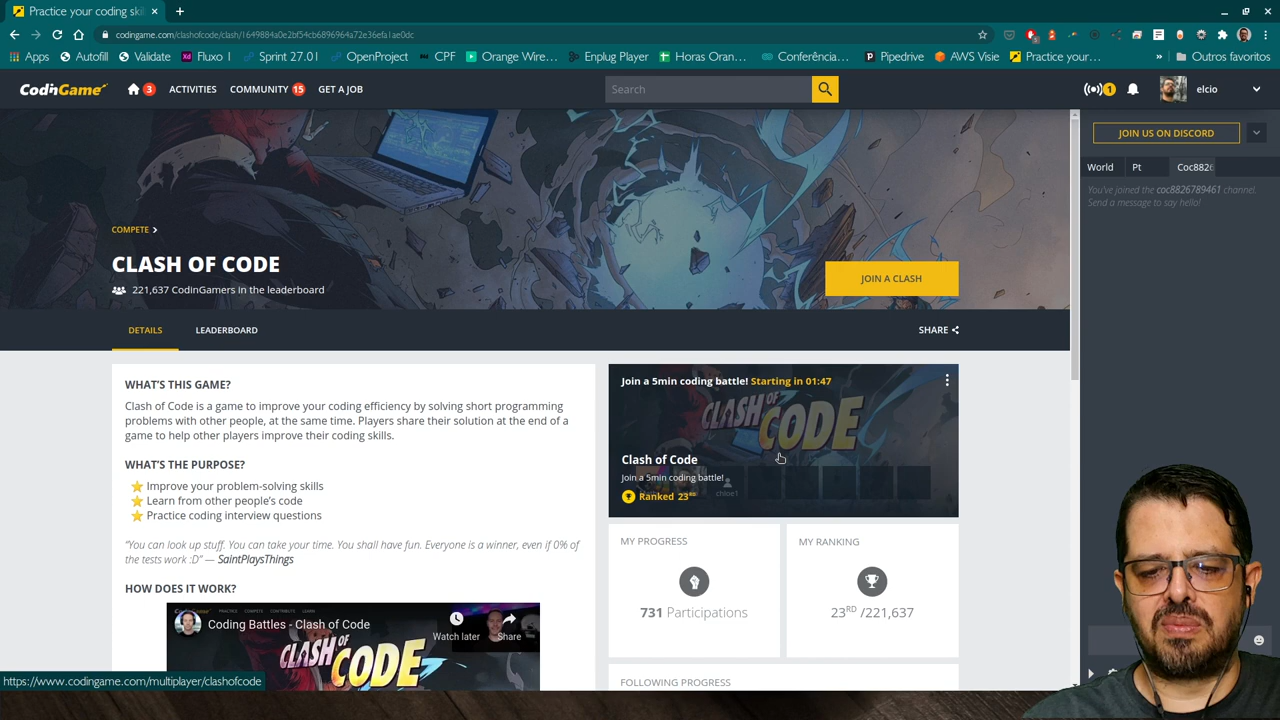 Practice your coding ski
codingame.com/clashofcode/clash/1649884a0e2bf54cb6896964a72e36efa1ae0dc
Apps Autofill Validate Fluxo 1 Sprint 27.01 OpenProject CPF Orange Wire... Enplug Player Horas Oran... Conferência... Pipedrive AWS Visie Practice your... » Outros favoritos
CODINGAME 3 ACTIVITIES COMMUNITY 15 GET A JOB Search 1 elcio
JOIN US ON DISCORD
World Pt Coc8826
You've joined the coc8826789461 channel.
Send a message to say hello!
COMPETE >
CLASH OF CODE
221,637 CodinGamers in the leaderboard
JOIN A CLASH
DETAILS LEADERBOARD SHARE
WHAT'S THIS GAME?
Clash of Code is a game to improve your coding efficiency by solving short programming
problems with other people, at the same time. Players share their solution at the end of a
game to help other players improve their coding skills.
WHAT'S THE PURPOSE?
Improve your problem-solving skills
Learn from other people's code
Practice coding interview questions
"You can look up stuff. You can take your time. You shall have fun. Everyone is a winner, even if 0% of
the tests work :D" — SaintPlaysThings
HOW DOES IT WORK?
Coding Battles - Clash of Code
Watch later Share
CLASH OF CODE
Join a 5min coding battle! Starting in 01:47
CLASH OF CODE
Clash of Code
Join a 5min coding battle!
chloe1
Ranked 23RD
MY PROGRESS
731 Participations
MY RANKING
23RD /221,637
FOLLOWING PROGRESS
https://www.codingame.com/multiplayer/clashofcode